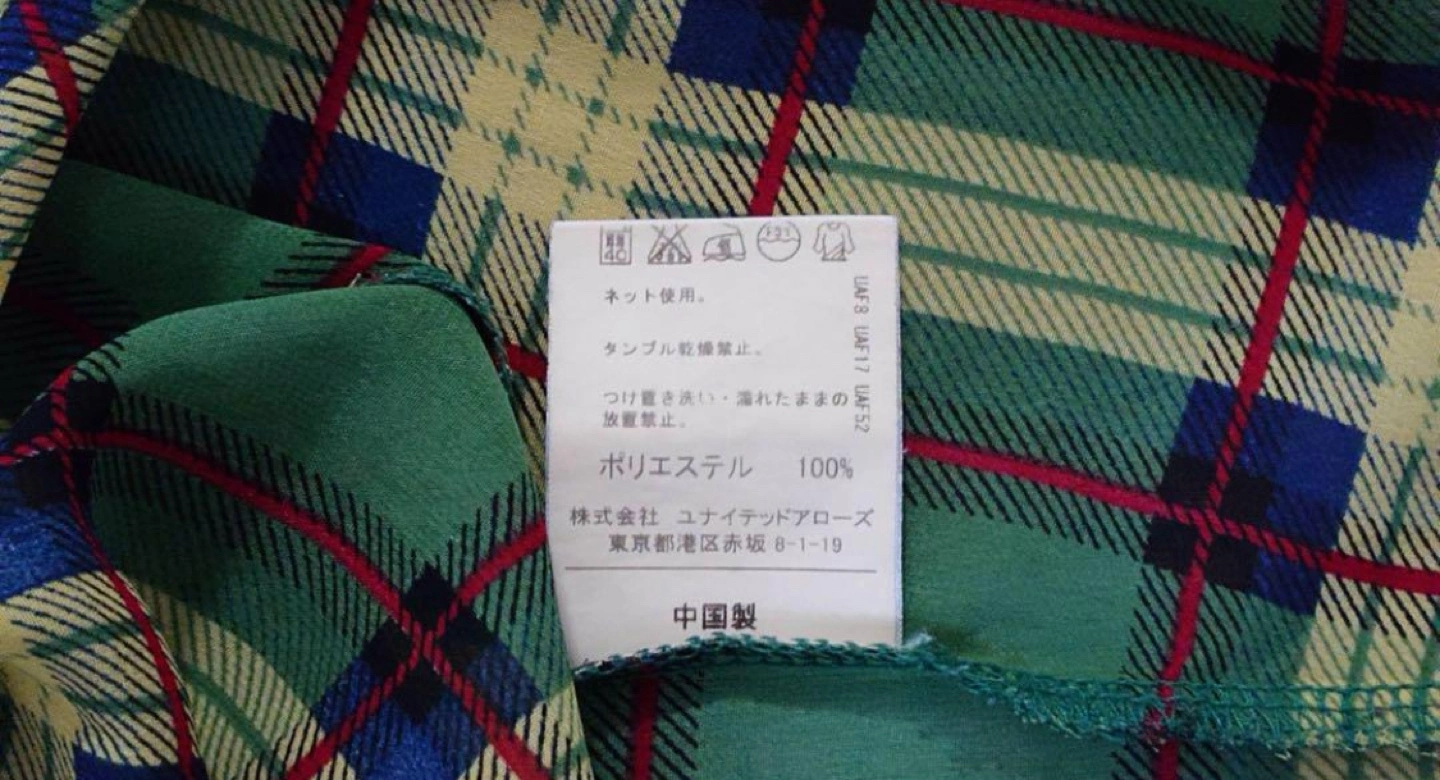 40
ネット使用。
タンブル乾燥禁止。
つけ置き洗い・濡れたままの
放置禁止。
ポリエステル 100%
株式会社 ユナイテッドアローズ
東京都港区赤坂 8-1-19
中国製
UAF8 UAF17 UAF52